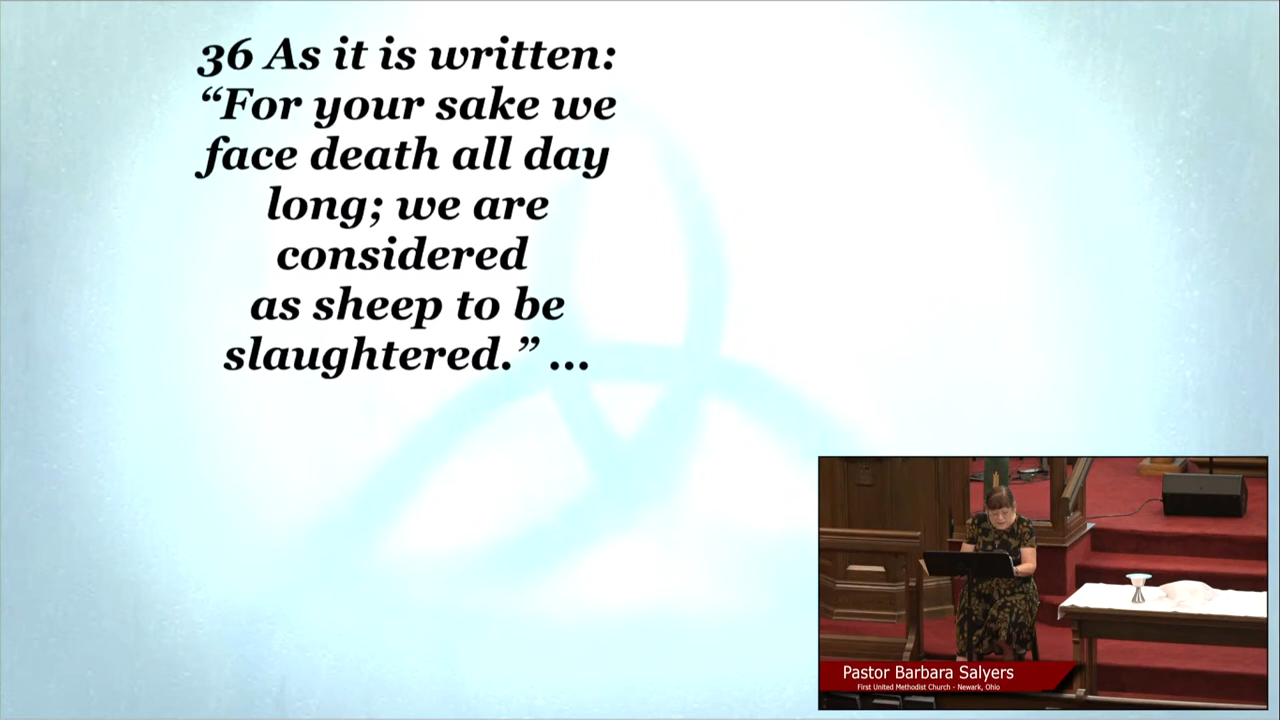 36 As it is written:
“For your sake we
face death all day
long; we are
considered
as sheep to be
slaughtered.” ...
Pastor Barbara Salyers
First United Methodist Church - Newark, Ohio